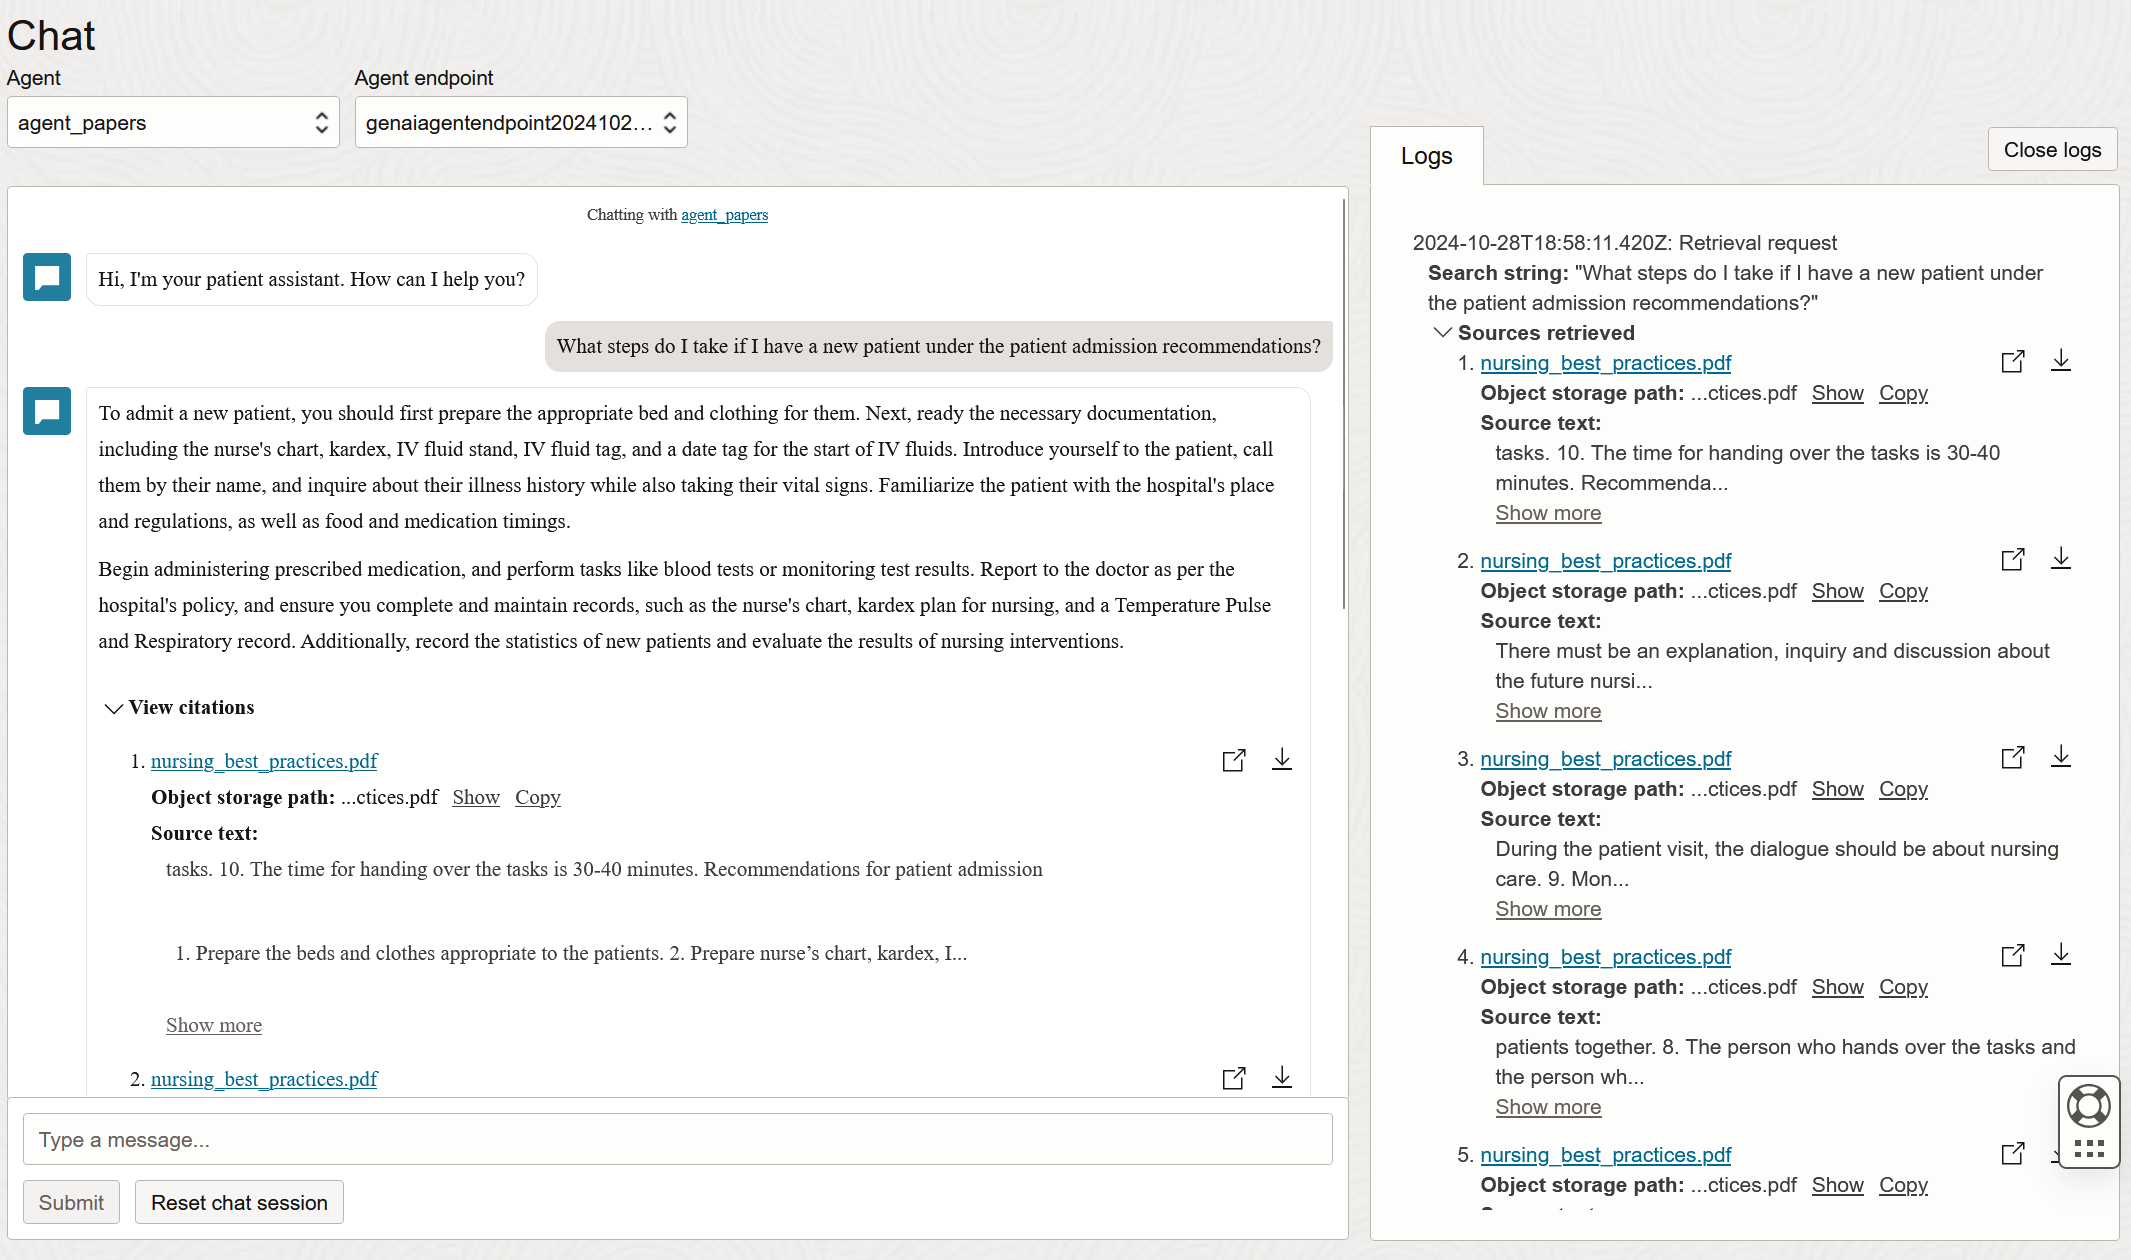 Chat
Agent
Agent endpoint
agent_papers
genaiagentendpoint2024102...
Chatting with agent_papers
Hi, I'm your patient assistant. How can I help you?
What steps do I take if I have a new patient under the patient admission recommendations?
To admit a new patient, you should first prepare the appropriate bed and clothing for them. Next, ready the necessary documentation,
including the nurse's chart, kardex, IV fluid stand, IV fluid tag, and a date tag for the start of IV fluids. Introduce yourself to the patient, call
them by their name, and inquire about their illness history while also taking their vital signs. Familiarize the patient with the hospital's place
and regulations, as well as food and medication timings.
Begin administering prescribed medication, and perform tasks like blood tests or monitoring test results. Report to the doctor as per the
hospital's policy, and ensure you complete and maintain records, such as the nurse's chart, kardex plan for nursing, and a Temperature Pulse
and Respiratory record. Additionally, record the statistics of new patients and evaluate the results of nursing interventions.
View citations
1. nursing_best_practices.pdf
Object storage path: ...ctices.pdf Show Copy
Source text:
tasks. 10. The time for handing over the tasks is 30-40 minutes. Recommendations for patient admission
1. Prepare the beds and clothes appropriate to the patients. 2. Prepare nurse’s chart, kardex, I...
Show more
2. nursing_best_practices.pdf
Type a message...
Submit
Reset chat session
Logs
Close logs
2024-10-28T18:58:11.420Z: Retrieval request
Search string: "What steps do I take if I have a new patient under
the patient admission recommendations?"
Sources retrieved
1. nursing_best_practices.pdf
Object storage path: ...ctices.pdf Show Copy
Source text:
tasks. 10. The time for handing over the tasks is 30-40
minutes. Recommenda...
Show more
2. nursing_best_practices.pdf
Object storage path: ...ctices.pdf Show Copy
Source text:
There must be an explanation, inquiry and discussion about
the future nursi...
Show more
3. nursing_best_practices.pdf
Object storage path: ...ctices.pdf Show Copy
Source text:
During the patient visit, the dialogue should be about nursing
care. 9. Mon...
Show more
4. nursing_best_practices.pdf
Object storage path: ...ctices.pdf Show Copy
Source text:
patients together. 8. The person who hands over the tasks and
the person wh...
Show more
5. nursing_best_practices.pdf
Object storage path: ...ctices.pdf Show Copy